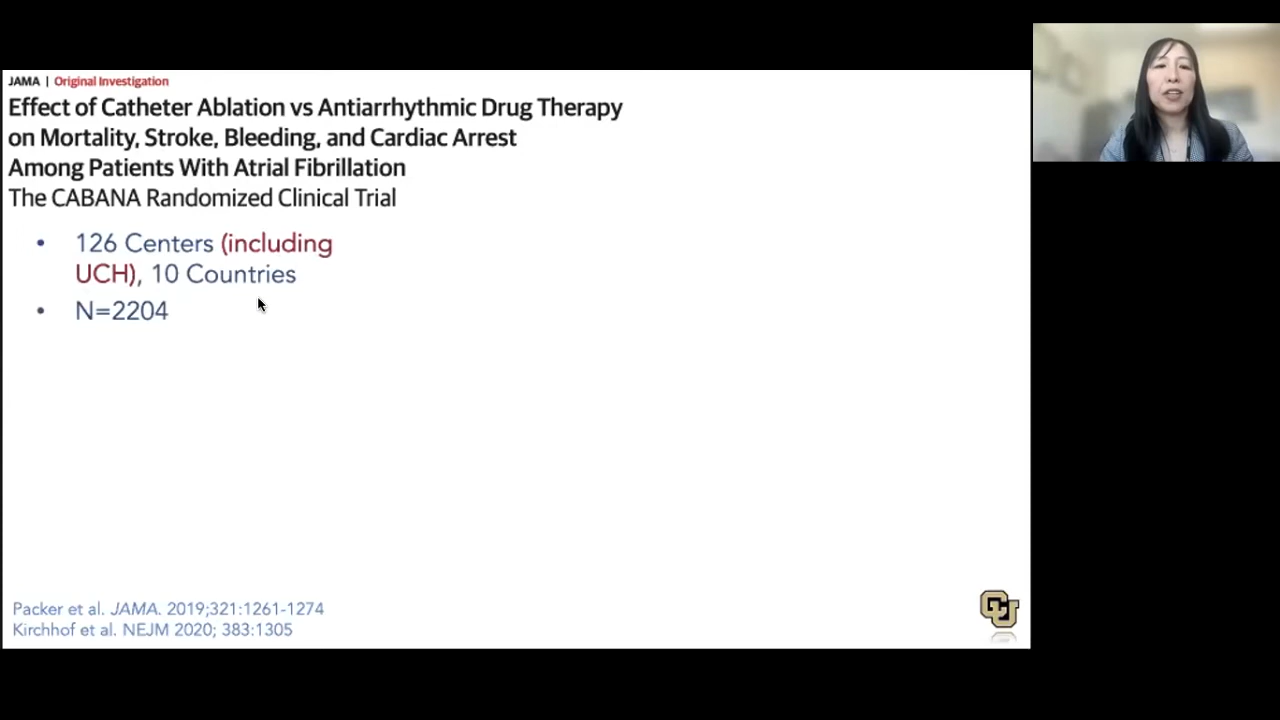 JAMA | Original Investigation
Effect of Catheter Ablation vs Antiarrhythmic Drug Therapy
on Mortality, Stroke, Bleeding, and Cardiac Arrest
Among Patients With Atrial Fibrillation
The CABANA Randomized Clinical Trial
• 126 Centers (including
UCH), 10 Countries
• N=2204
Packer et al. JAMA. 2019;321:1261-1274
Kirchhof et al. NEJM 2020; 383:1305
CU